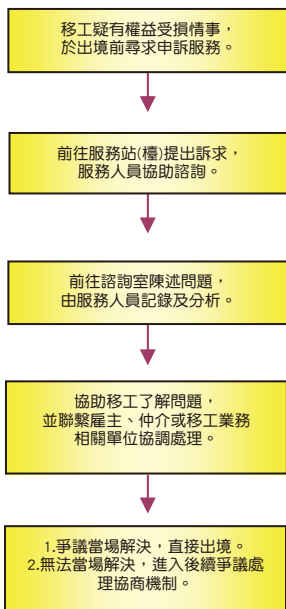 移工疑有權益受損情事，
於出境前尋求申訴服務。
前往服務站(檯)提出訴求，
服務人員協助諮詢。
前往諮詢室陳述問題，
由服務人員記錄及分析。
協助移工了解問題，
並聯繫雇主、仲介或移工業務
相關單位協調處理。
1.爭議當場解決，直接出境。
2.無法當場解決，進入後續爭議處
理協商機制。